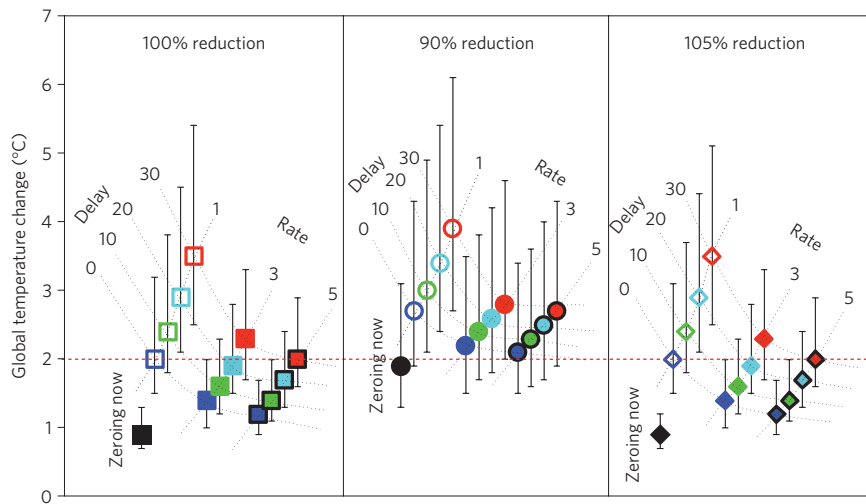 Global temperature change (°C)
7
6
5
4
3
2
1
0
100% reduction
Delay
30
20
10
0
1
Rate
3
5
Zeroing now
90% reduction
Delay
30
20
10
0
1
Rate
3
5
Zeroing now
105% reduction
Delay
30
20
10
0
1
Rate
3
5
Zeroing now